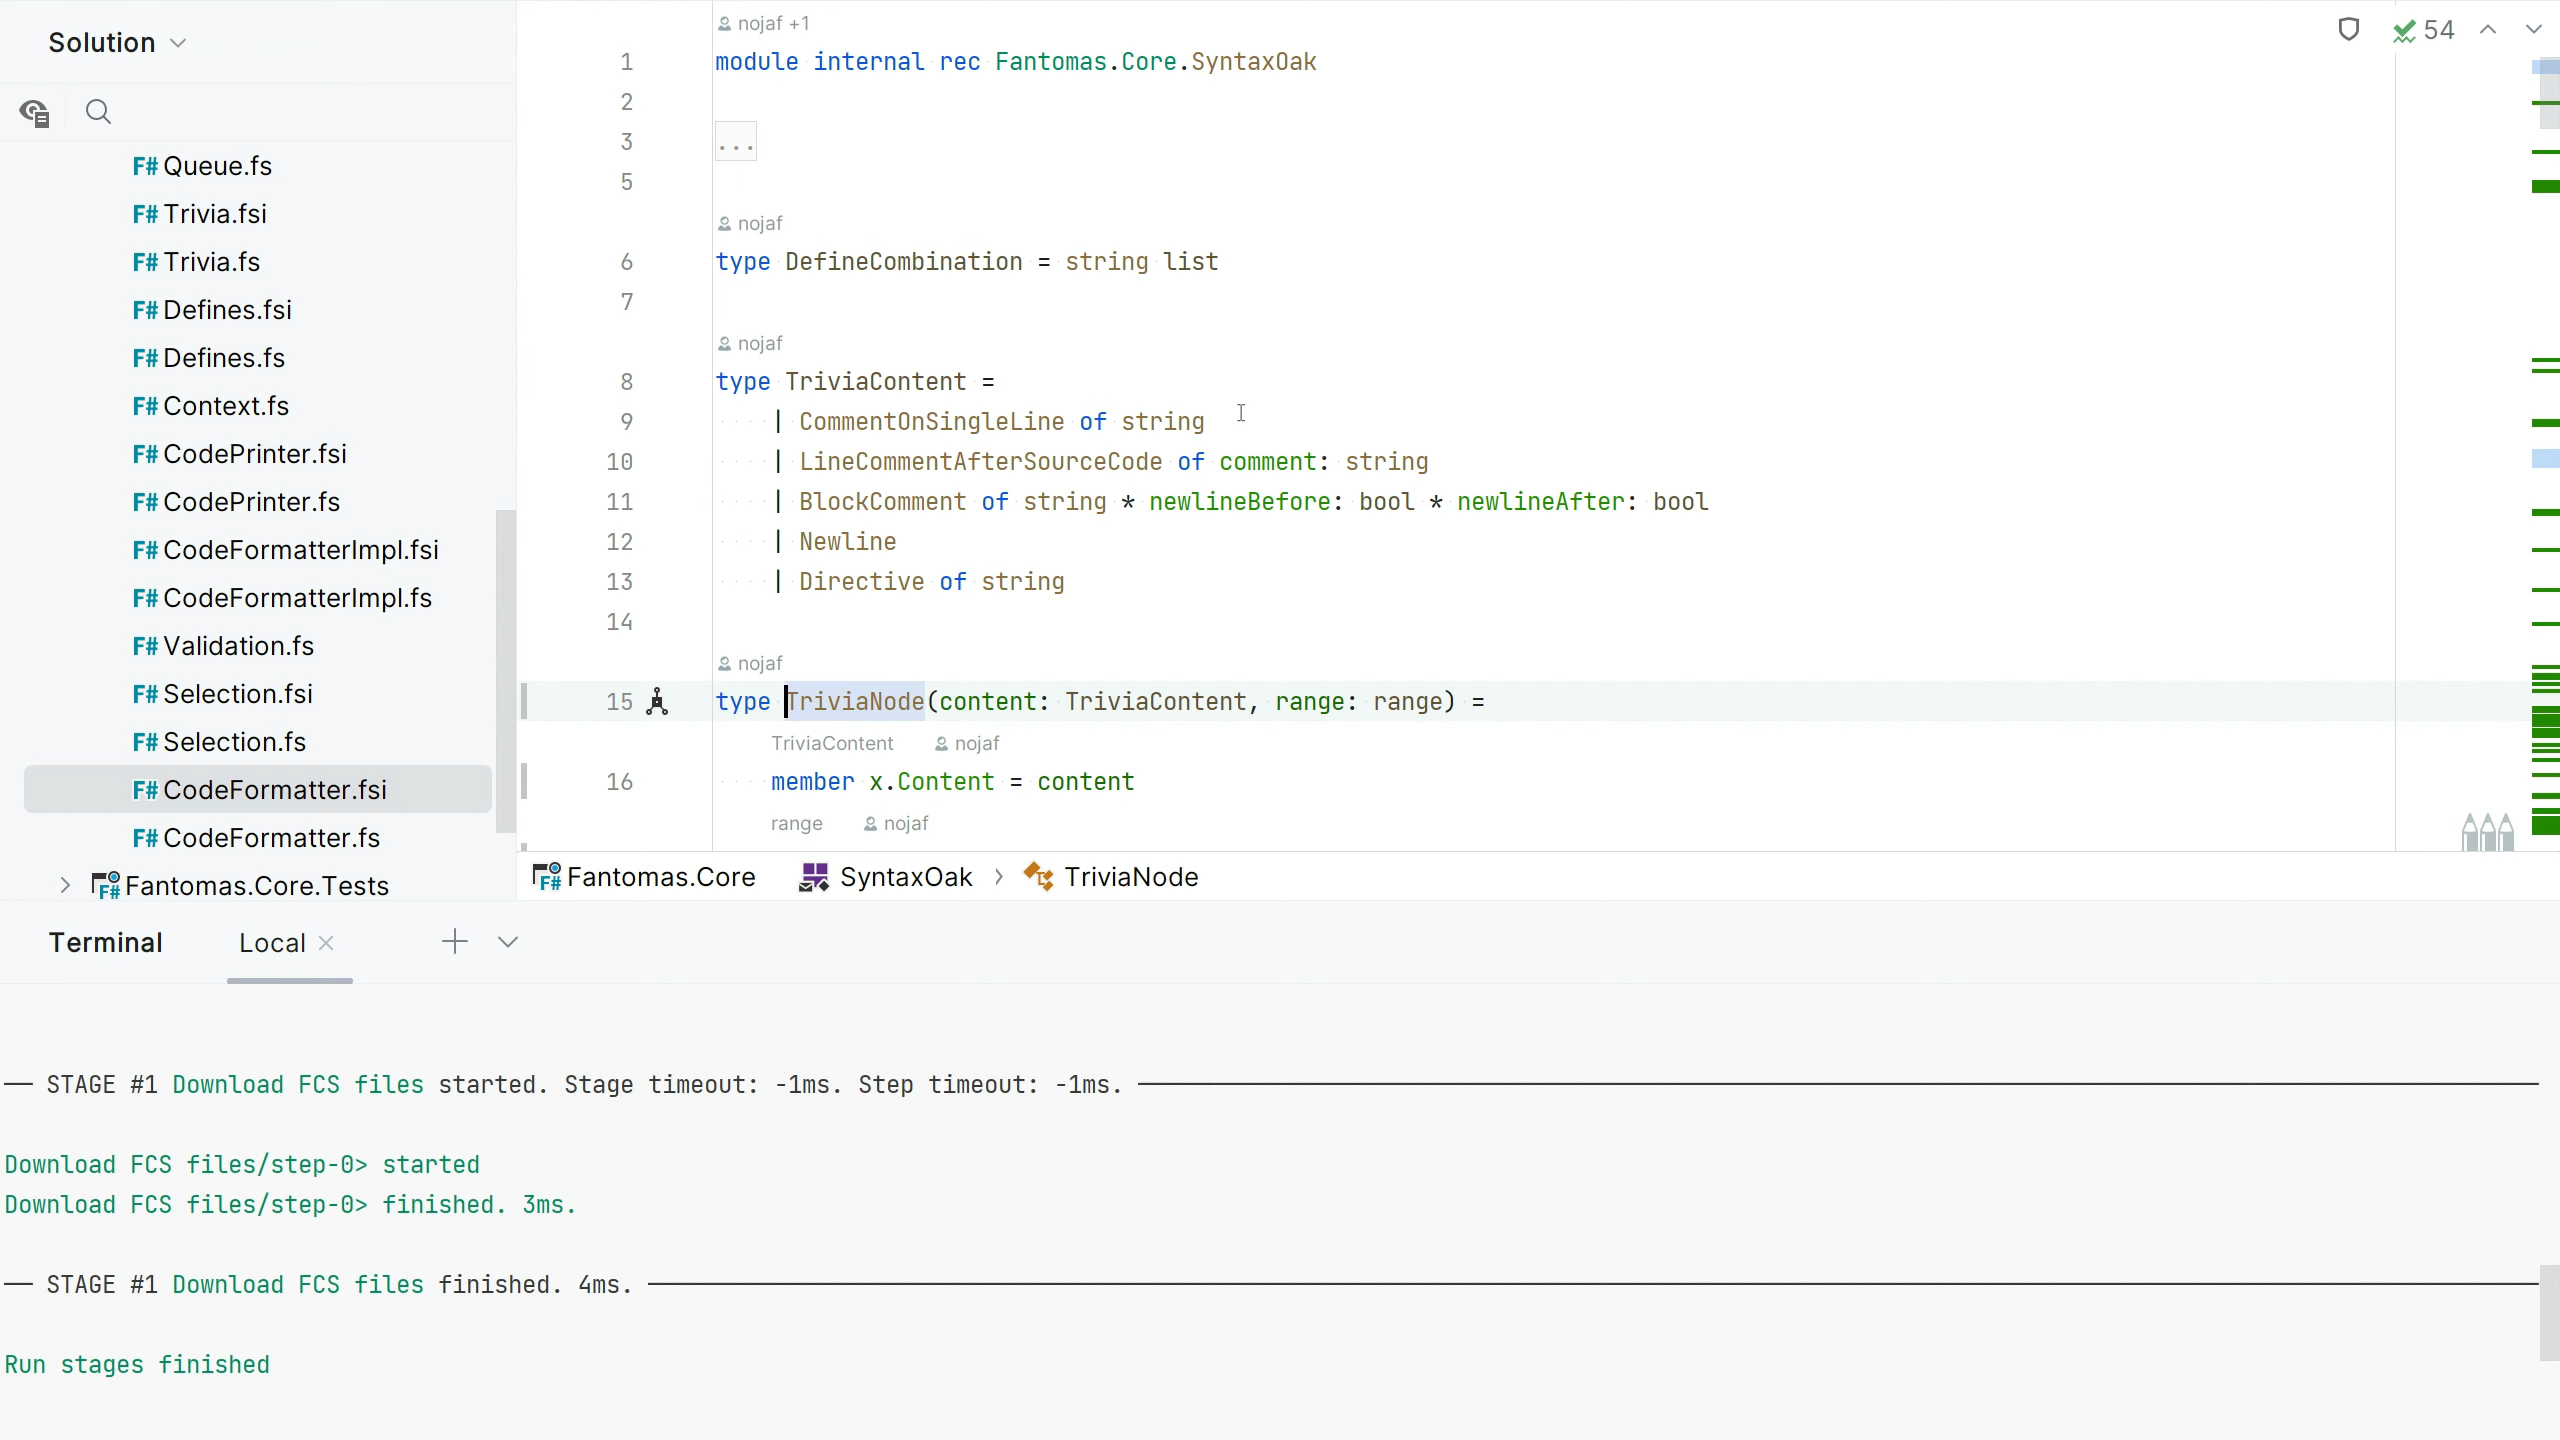 Solution
F# Queue.fs
F# Trivia.fsi
F# Trivia.fs
F# Defines.fsi
F# Defines.fs
F# Context.fs
F# CodePrinter.fsi
F# CodePrinter.fs
F# CodeFormatterImpl.fsi
F# CodeFormatterImpl.fs
F# Validation.fs
F# Selection.fsi
F# Selection.fs
F# CodeFormatter.fsi
F# CodeFormatter.fs
F# Fantomas.Core.Tests
54
nojaf +1
1 module internal rec Fantomas.Core.SyntaxOak
2
3 ...
5
nojaf
6 type DefineCombination = string list
7
nojaf
8 type TriviaContent =
9 | CommentOnSingleLine of string
10 | LineCommentAfterSourceCode of comment: string
11 | BlockComment of string * newlineBefore: bool * newlineAfter: bool
12 | Newline
13 | Directive of string
14
nojaf
15 type TriviaNode(content: TriviaContent, range: range) =
TriviaContent nojaf
16 member x.Content = content
range nojaf
F# Fantomas.Core SyntaxOak > TriviaNode
Terminal Local
── STAGE #1 Download FCS files started. Stage timeout: -1ms. Step timeout: -1ms. ──
Download FCS files/step-0> started
Download FCS files/step-0> finished. 3ms.
── STAGE #1 Download FCS files finished. 4ms. ──
Run stages finished